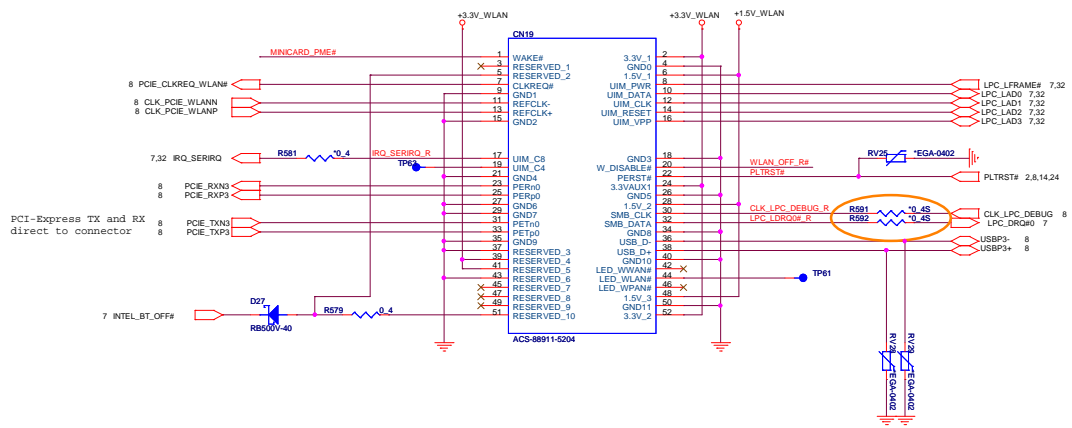 +3.3V_WLAN
+3.3V_WLAN
+1.5V_WLAN
CN19
MINICARD_PME#
1 WAKE#
3 RESERVED_1
5 RESERVED_2
8 PCIE_CLKREQ_WLAN# 7 CLKREQ#
9 GND1
8 CLK_PCIE_WLANN 11 REFCLK-
8 CLK_PCIE_WLANP 13 REFCLK+
15 GND2
7,32 IRQ_SERIRQ R581 *0_4 IRQ_SERIRQ_R 17 UIM_C8
TP62 19 UIM_C4
21 GND4
8 PCIE_RXN3 23 PERn0
8 PCIE_RXP3 25 PERp0
27 GND6
29 GND7
8 PCIE_TXN3 31 PETn0
8 PCIE_TXP3 33 PETp0
35 GND9
37 RESERVED_3
39 RESERVED_4
41 RESERVED_5
43 RESERVED_6
45 RESERVED_7
47 RESERVED_8
49 RESERVED_9
51 RESERVED_10
PCI-Express TX and RX
direct to connector
7 INTEL_BT_OFF# D27 RB500V-40 R579 0_4
3.3V_1 2
GND0 4
1.5V_1 6
UIM_PWR 8 LPC_LFRAME# 7,32
UIM_DATA 10 LPC_LAD0 7,32
UIM_CLK 12 LPC_LAD1 7,32
UIM_RESET 14 LPC_LAD2 7,32
UIM_VPP 16 LPC_LAD3 7,32
GND3 18
W_DISABLE# 20 WLAN_OFF_R#
PERST# 22 PLTRST# PLTRST# 2,8,14,24
RV25 *EGA-0402
3.3VAUX1 24
GND5 26
1.5V_2 28
SMB_CLK 30 CLK_LPC_DEBUG_R R591 *0_4S CLK_LPC_DEBUG 8
SMB_DATA 32 LPC_LDRQ0#_R R592 *0_4S LPC_DRQ#0 7
GND8 34
USB_D- 36 USBP3- 8
USB_D+ 38 USBP3+ 8
GND10 40
LED_WWAN# 42
LED_WLAN# 44 TP61
LED_WPAN# 46
1.5V_3 48
GND11 50
3.3V_2 52
ACS-88911-5204
RV28 *EGA-0402
RV29 *EGA-0402